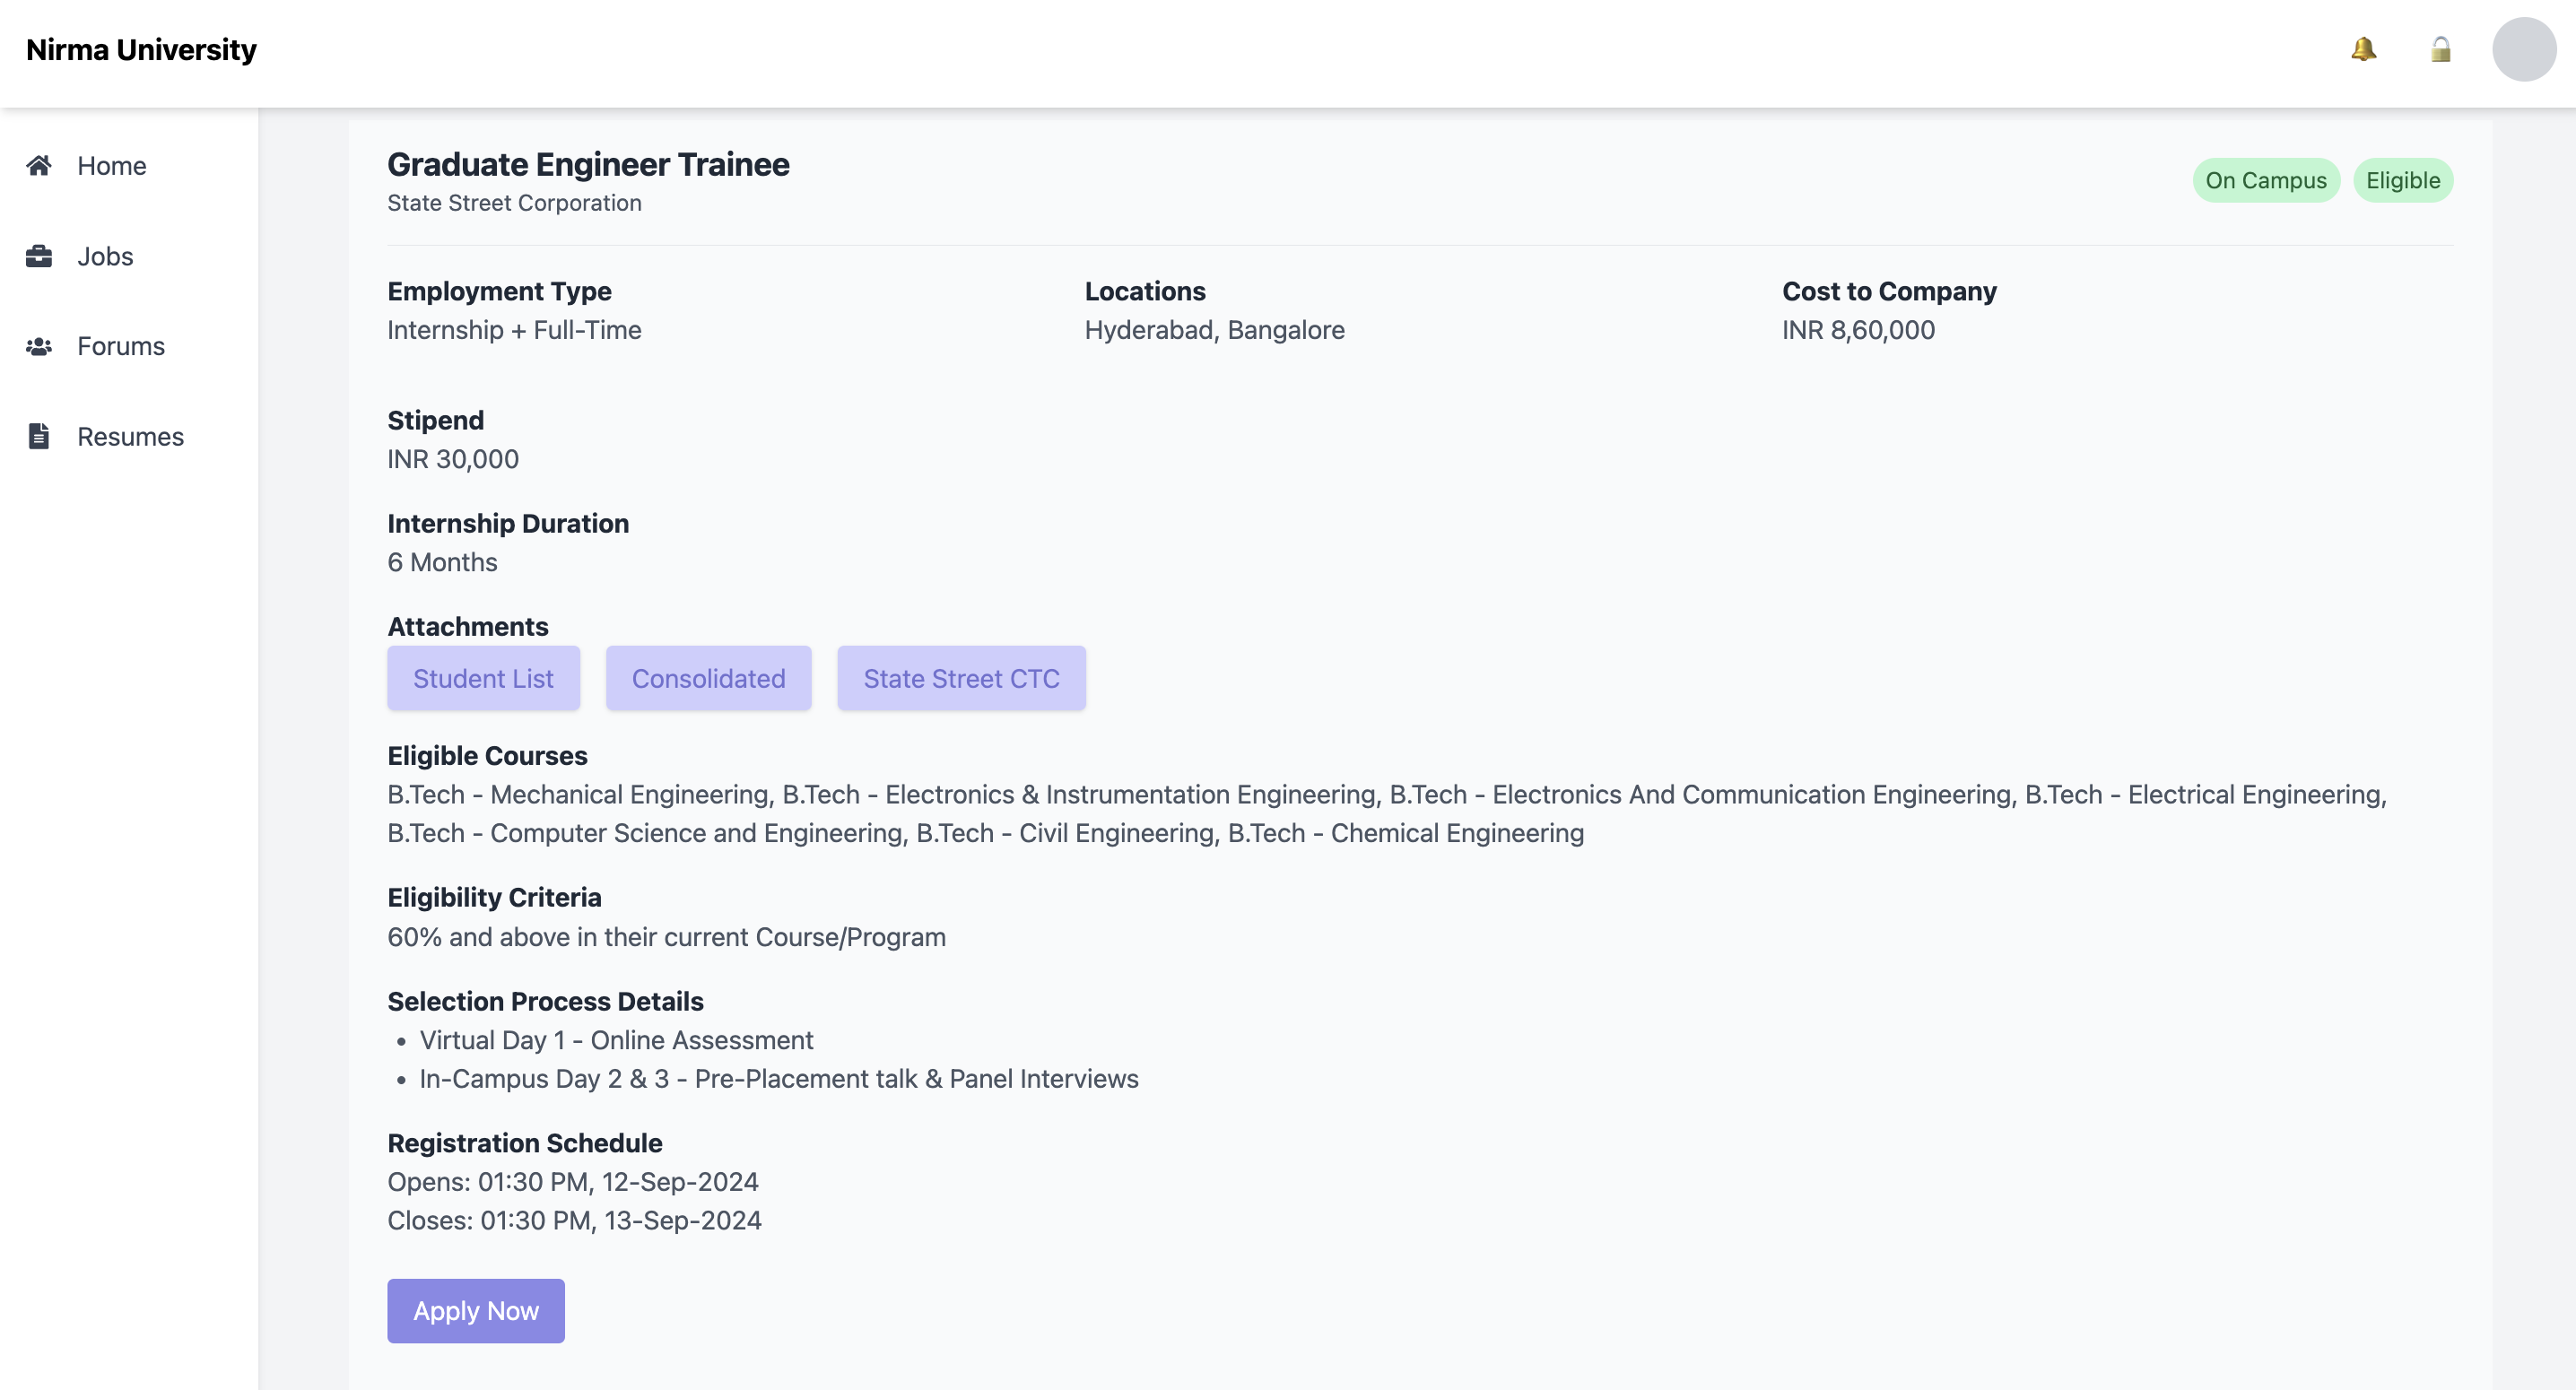 Nirma University
Home
Jobs
Forums
Resumes
Graduate Engineer Trainee
State Street Corporation
On Campus
Eligible
Employment Type
Internship + Full-Time
Locations
Hyderabad, Bangalore
Cost to Company
INR 8,60,000
Stipend
INR 30,000
Internship Duration
6 Months
Attachments
Student List
Consolidated
State Street CTC
Eligible Courses
B.Tech - Mechanical Engineering, B.Tech - Electronics & Instrumentation Engineering, B.Tech - Electronics And Communication Engineering, B.Tech - Electrical Engineering,
B.Tech - Computer Science and Engineering, B.Tech - Civil Engineering, B.Tech - Chemical Engineering
Eligibility Criteria
60% and above in their current Course/Program
Selection Process Details
• Virtual Day 1 - Online Assessment
• In-Campus Day 2 & 3 - Pre-Placement talk & Panel Interviews
Registration Schedule
Opens: 01:30 PM, 12-Sep-2024
Closes: 01:30 PM, 13-Sep-2024
Apply Now